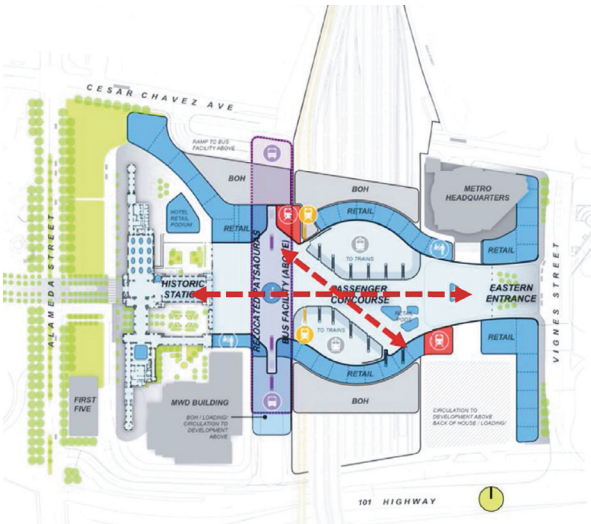 CESAR CHAVEZ AVE
RAMP TO BUS
FACILITY ABOVE
BOH
BOH
METRO
HEADQUARTERS
HOTEL
RETAIL
PODIUM
RETAIL
RETAIL
RETAIL
ALAMEDA STREET
TO TRAINS
HISTORIC
STATION
RELOCATED PATSAOURAS
BUS FACILITY (ABOVE)
PASSENGER
CONCOURSE
EASTERN
ENTRANCE
VIGNES STREET
RETAIL
TO TRAINS
RETAIL
RETAIL
FIRST
FIVE
MWD BUILDING
BOH
BOH / LOADING/
CIRCULATION TO
DEVELOPMENT
ABOVE
CIRCULATION TO
DEVELOPMENT ABOVE
BACK OF HOUSE / LOADING/
101 HIGHWAY